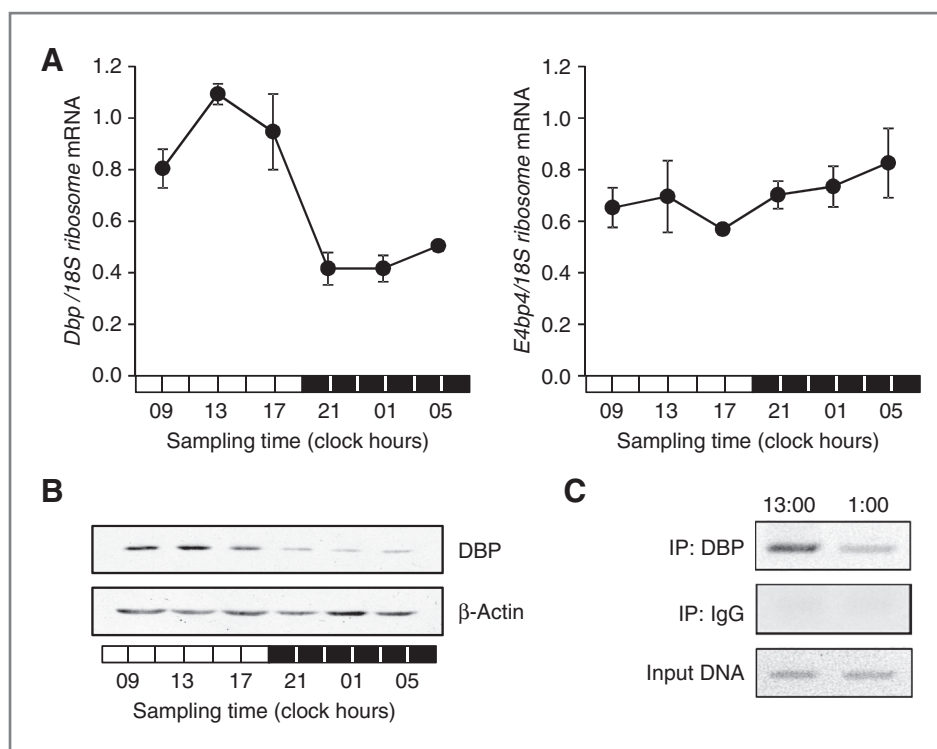 A
Dbp /18S ribosome mRNA
1.2
1.0
0.8
0.6
0.4
0.2
0.0
09 13 17 21 01 05
Sampling time (clock hours)
E4bp4/18S ribosome mRNA
1.2
1.0
0.8
0.6
0.4
0.2
0.0
09 13 17 21 01 05
Sampling time (clock hours)
B
DBP
β-Actin
09 13 17 21 01 05
Sampling time (clock hours)
C
13:00 1:00
IP: DBP
IP: IgG
Input DNA